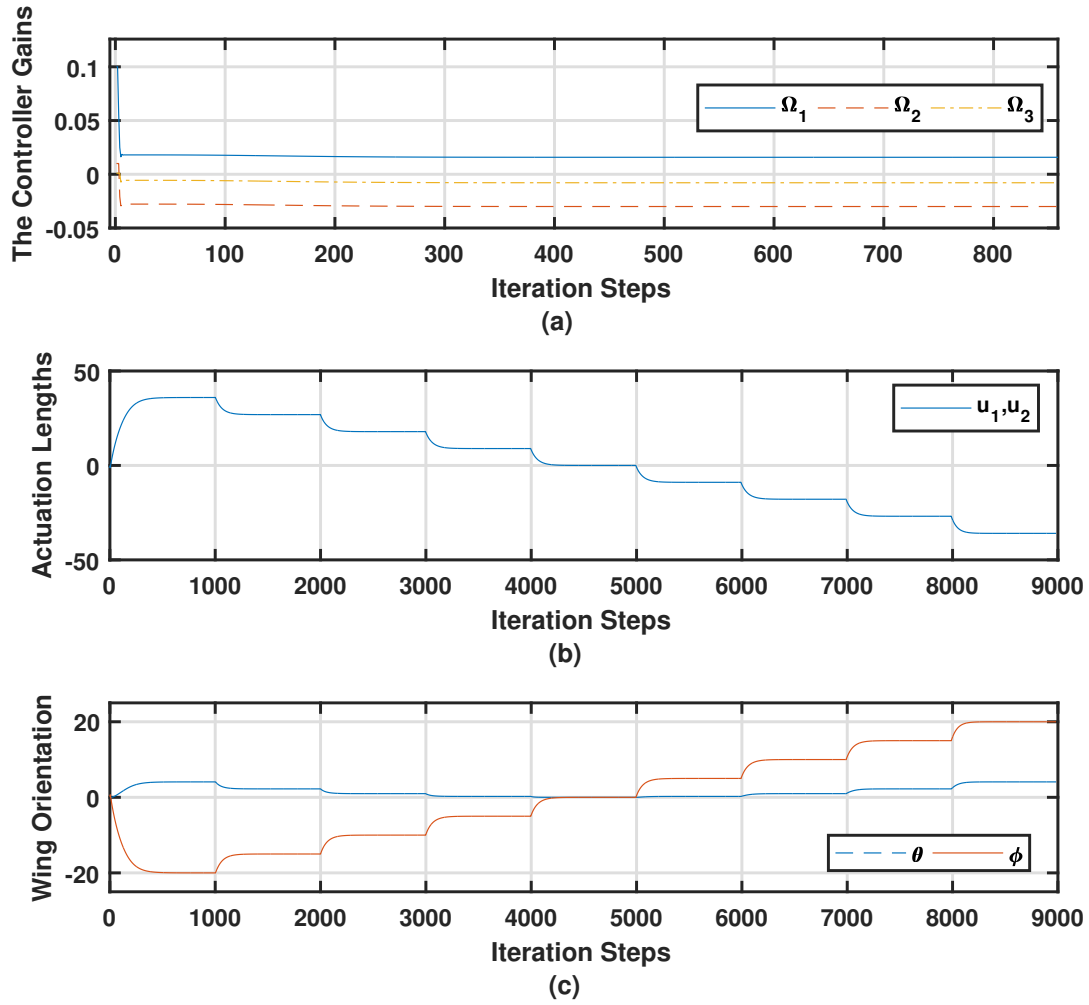 The Controller Gains
0.1
0.05
0
-0.05
Ω1 Ω2 Ω3
0 100 200 300 400 500 600 700 800
Iteration Steps
(a)
Actuation Lengths
50
0
-50
u1,u2
0 1000 2000 3000 4000 5000 6000 7000 8000 9000
Iteration Steps
(b)
Wing Orientation
20
0
-20
θ ϕ
0 1000 2000 3000 4000 5000 6000 7000 8000 9000
Iteration Steps
(c)